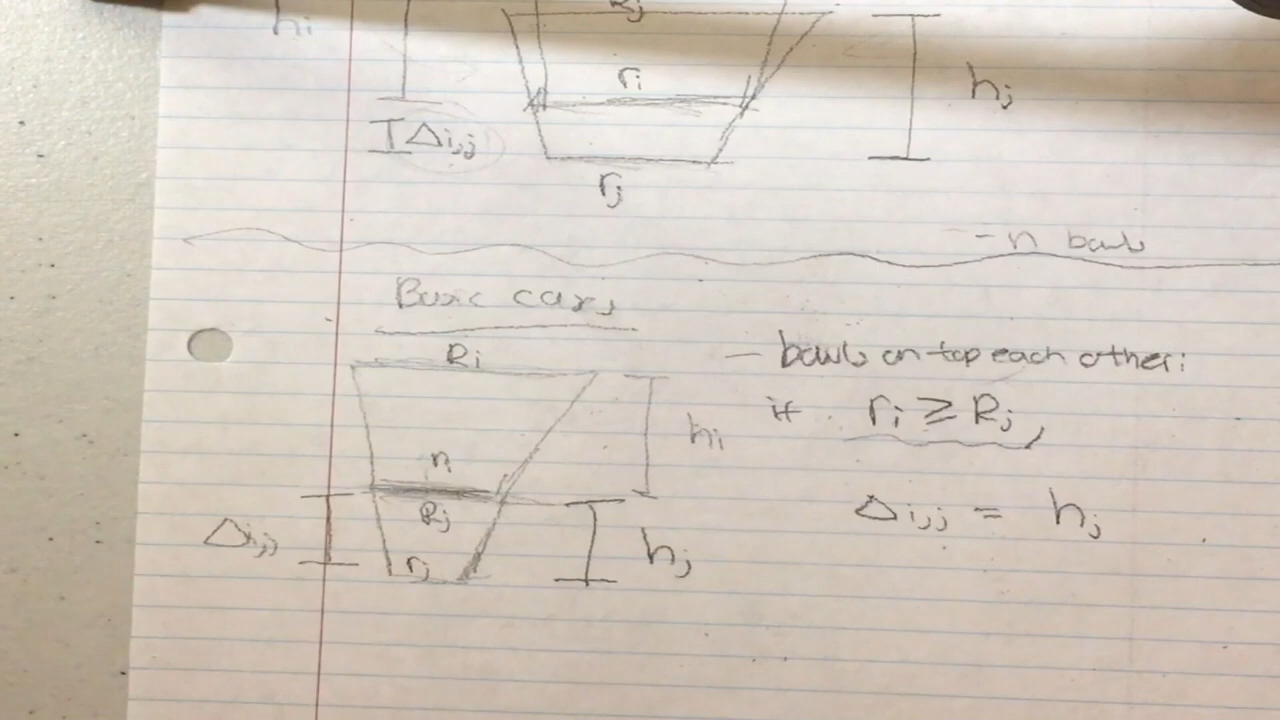 Rj
hi
ri
hj
Δi,j
rj
- n bowls
Basic cases
Ri
- bowls on top each other:
if ri ≥ Rj,
hi
ri
Rj
Δi,j = hj
Δi,j
hj
rj